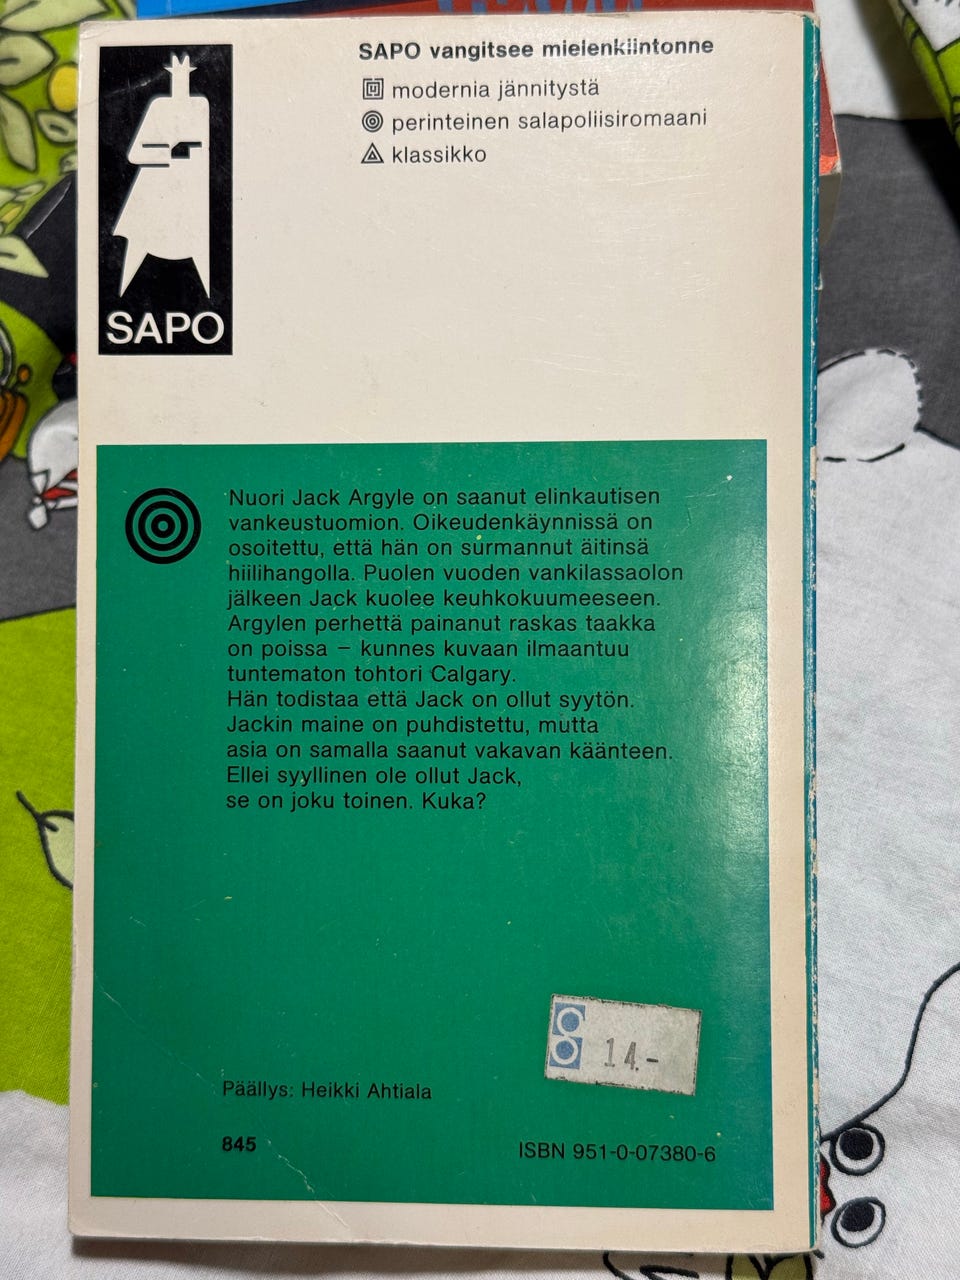 SAPO vangitsee mielenkiintonne
modernia jännitystä
perinteinen salapoliisiromaani
klassikko
SAPO
Nuori Jack Argyle on saanut elinkautisen
vankeustuomion. Oikeudenkäynnissä on
osoitettu, että hän on surmannut äitinsä
hiilihangolla. Puolen vuoden vankilassaolon
jälkeen Jack kuolee keuhkokuumeeseen.
Argylen perhettä painanut raskas taakka
on poissa – kunnes kuvaan ilmaantuu
tuntematon tohtori Calgary.
Hän todistaa että Jack on ollut syytön.
Jackin maine on puhdistettu, mutta
asia on samalla saanut vakavan käänteen.
Ellei syyllinen ole ollut Jack,
se on joku toinen. Kuka?
14.-
Päällys: Heikki Ahtiala
845
ISBN 951-0-07380-6